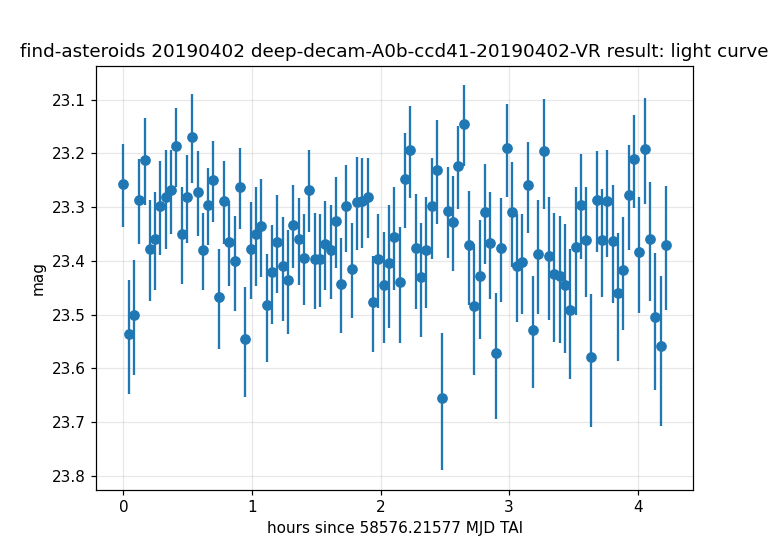 find-asteroids 20190402 deep-decam-A0b-ccd41-20190402-VR result: light curve
23.1
23.2
23.3
23.4
23.5
23.6
23.7
23.8
mag
0 1 2 3 4
hours since 58576.21577 MJD TAI